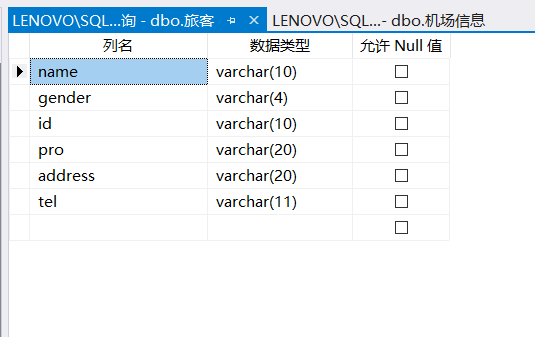 LENOVO\SQL...询 - dbo.旅客
LENOVO\SQL...- dbo.机场信息
列名 数据类型 允许 Null 值
name varchar(10)
gender varchar(4)
id varchar(10)
pro varchar(20)
address varchar(20)
tel varchar(11)